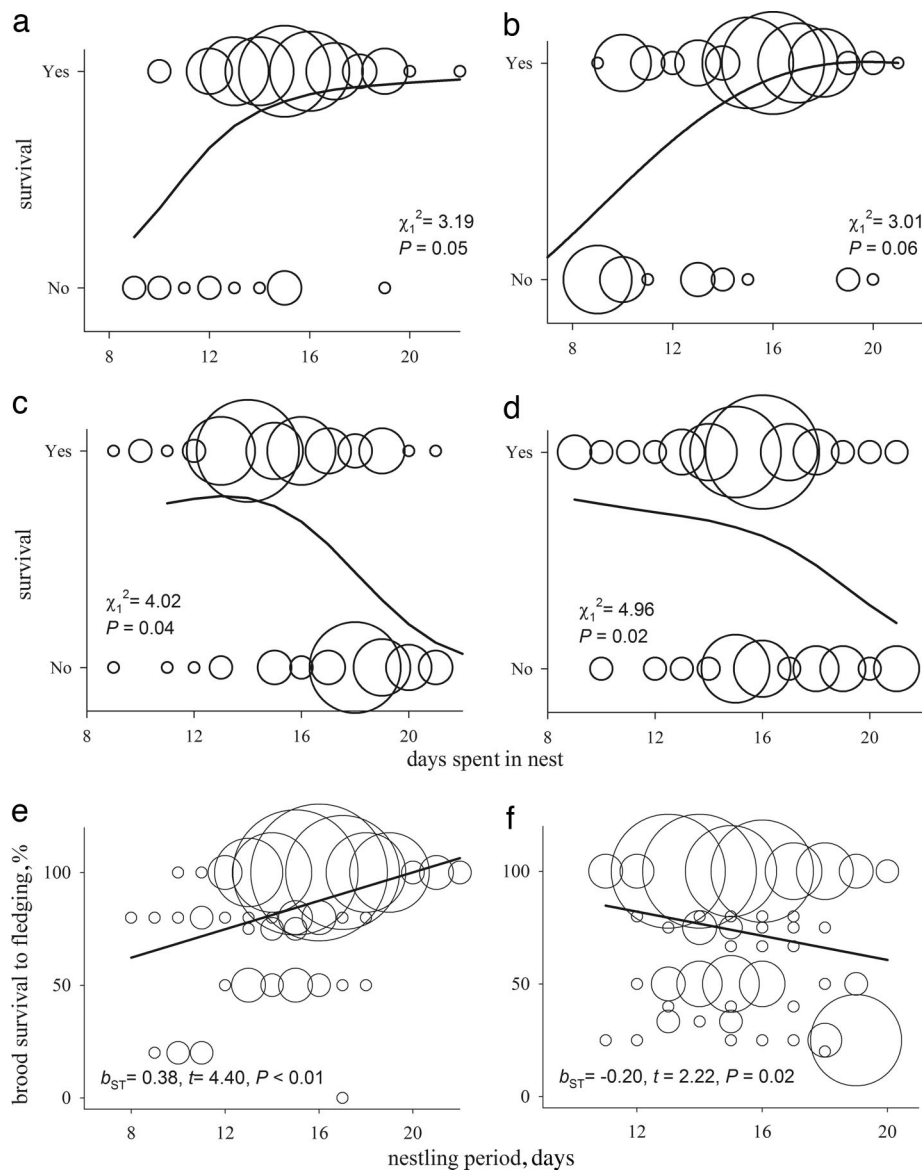 a
b
Yes
Yes
survival
χ₁² = 3.19
P = 0.05
χ₁² = 3.01
P = 0.06
No
No
8 12 16 20
8 12 16 20
c
d
Yes
Yes
survival
χ₁² = 4.02
P = 0.04
χ₁² = 4.96
P = 0.02
No
No
8 12 16 20
8 12 16 20
days spent in nest
e
f
brood survival to fledging, %
100
100
50
50
b_ST = 0.38, t = 4.40, P < 0.01
b_ST = -0.20, t = 2.22, P = 0.02
0
0
8 12 16 20
12 16 20
nestling period, days